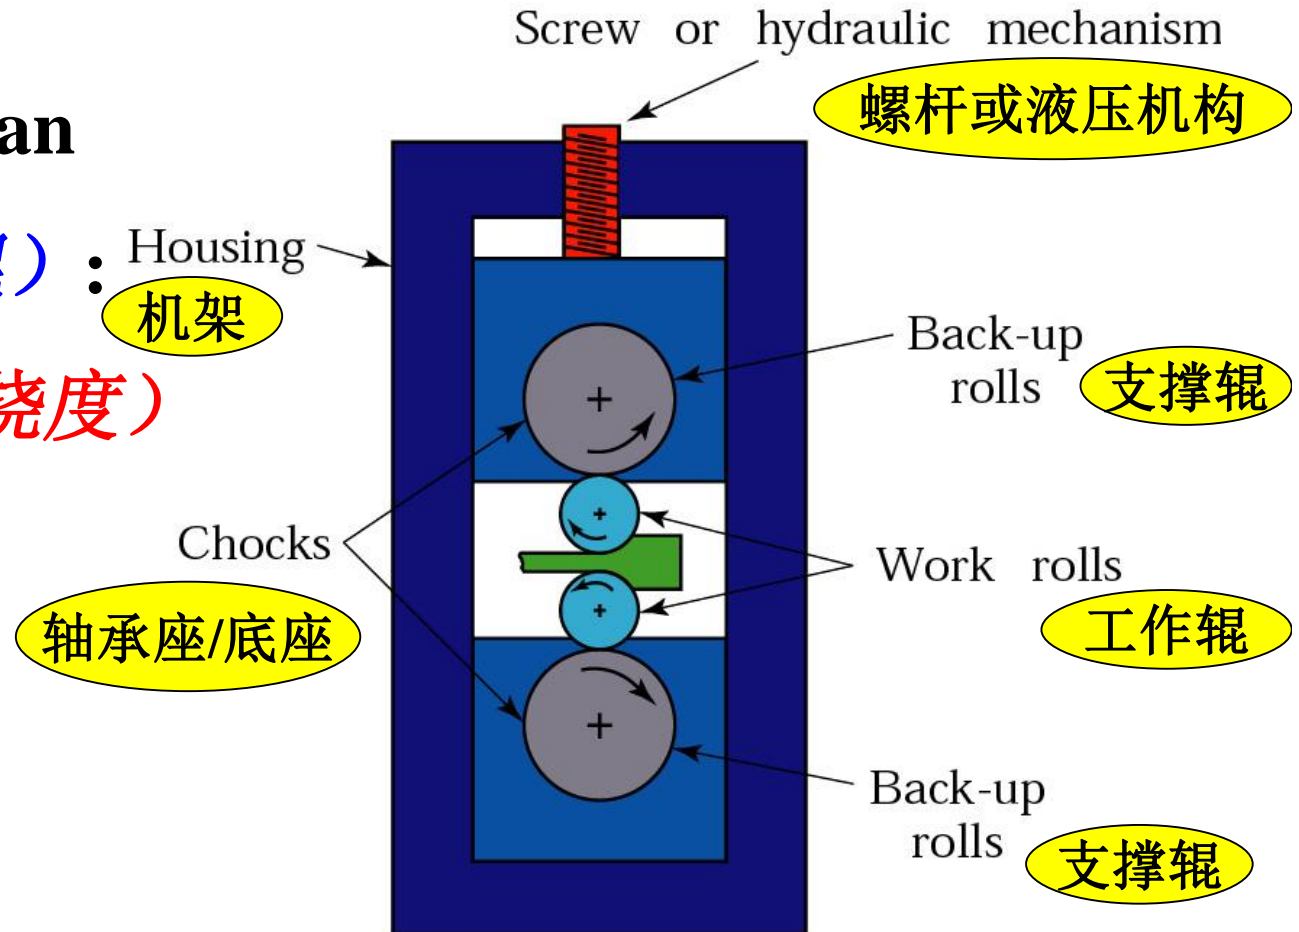 Screw or hydraulic mechanism
螺杆或液压机构
an
）：
Housing
机架
挠度）
Back-up
rolls
支撑辊
Chocks
轴承座/底座
Work rolls
工作辊
Back-up
rolls
支撑辊